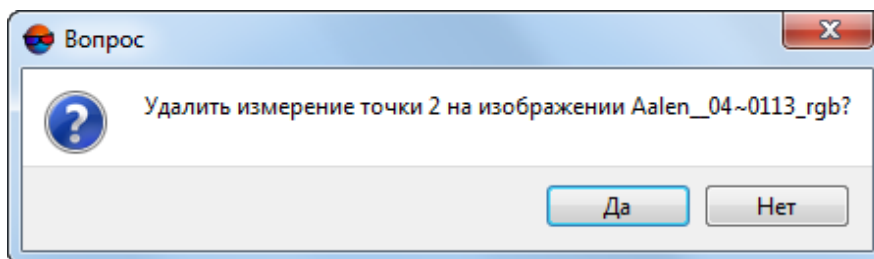 Вопрос
Удалить измерение точки 2 на изображении Aalen__04~0113_rgb?
Да
Нет